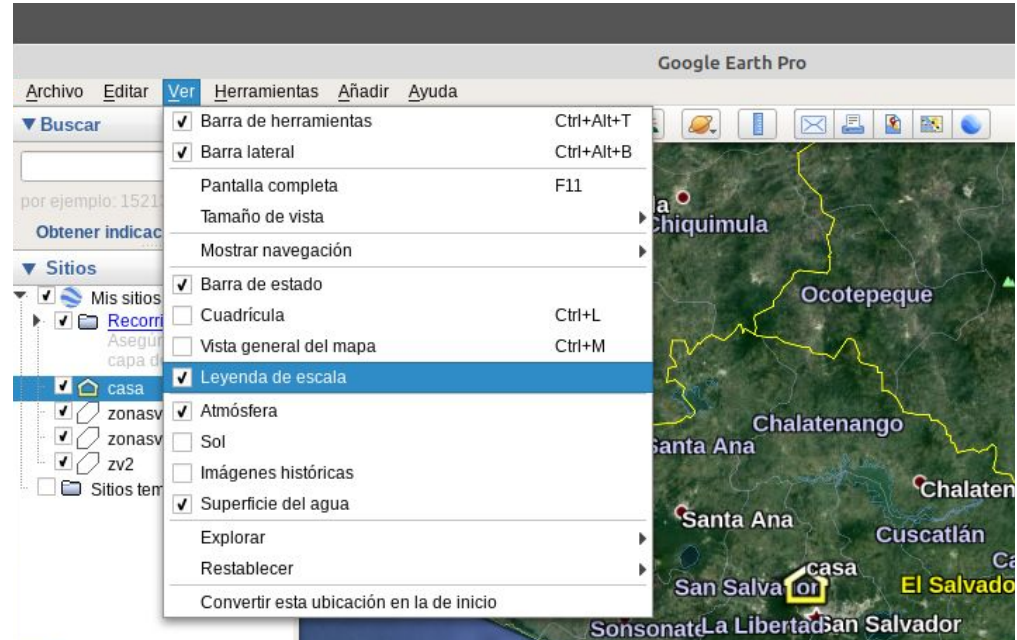 Google Earth Pro
Archivo Editar Ver Herramientas Añadir Ayuda
Buscar
por ejemplo: 1521
Obtener indicac
Sitios
Mis sitios
Recorri
Asegúr
capa d
casa
zonasv
zonasv
zv2
Sitios tem
Barra de herramientas Ctrl+Alt+T
Barra lateral Ctrl+Alt+B
Pantalla completa F11
Tamaño de vista
Mostrar navegación
Barra de estado
Cuadrícula Ctrl+L
Vista general del mapa Ctrl+M
Leyenda de escala
Atmósfera
Sol
Imágenes históricas
Superficie del agua
Explorar
Restablecer
Convertir esta ubicación en la de inicio
la
Chiquimula
Ocotepeque
Chalatenango
Santa Ana
Chalaten
Santa Ana
Cuscatlán
Ca
casa
San Salvador
El Salvado
Sonsonate
La Libertad
San Salvador